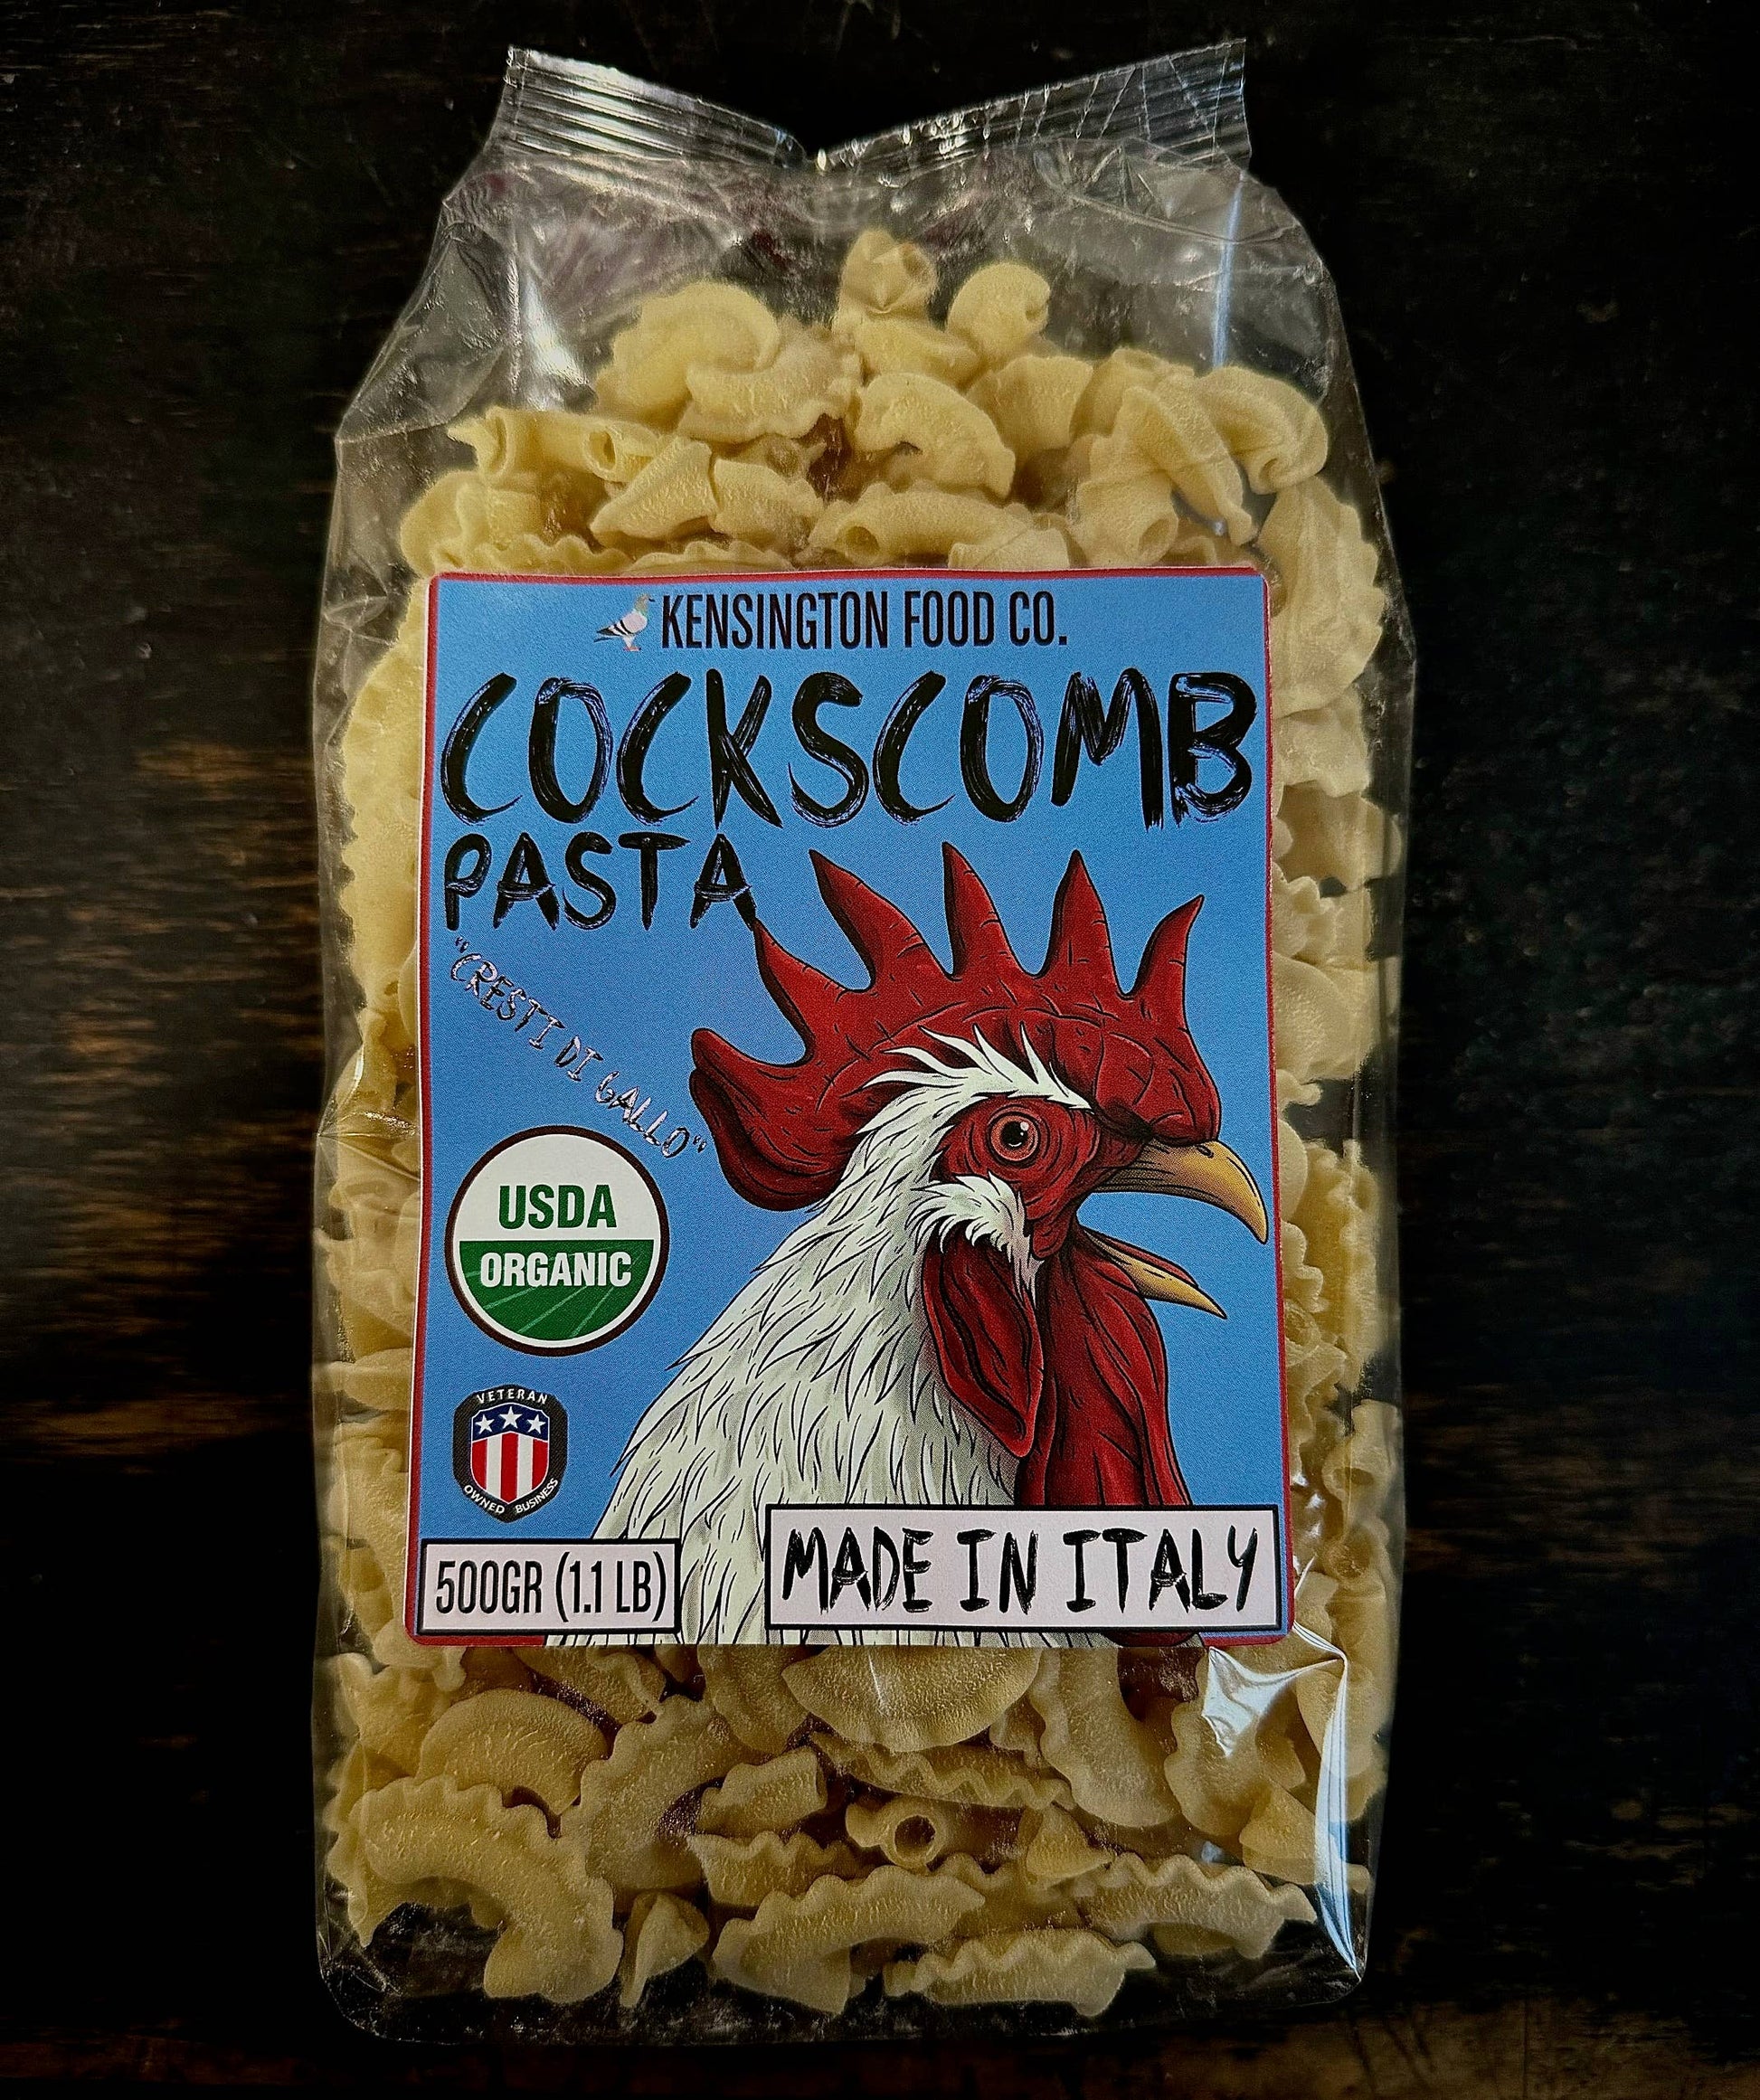 KENSINGTON FOOD CO.
COCKSCOMB
PASTA
"CRESTI DI GALLO"
USDA
ORGANIC
VETERAN
OWNED BUSINESS
500GR (1.1 LB)
MADE IN ITALY